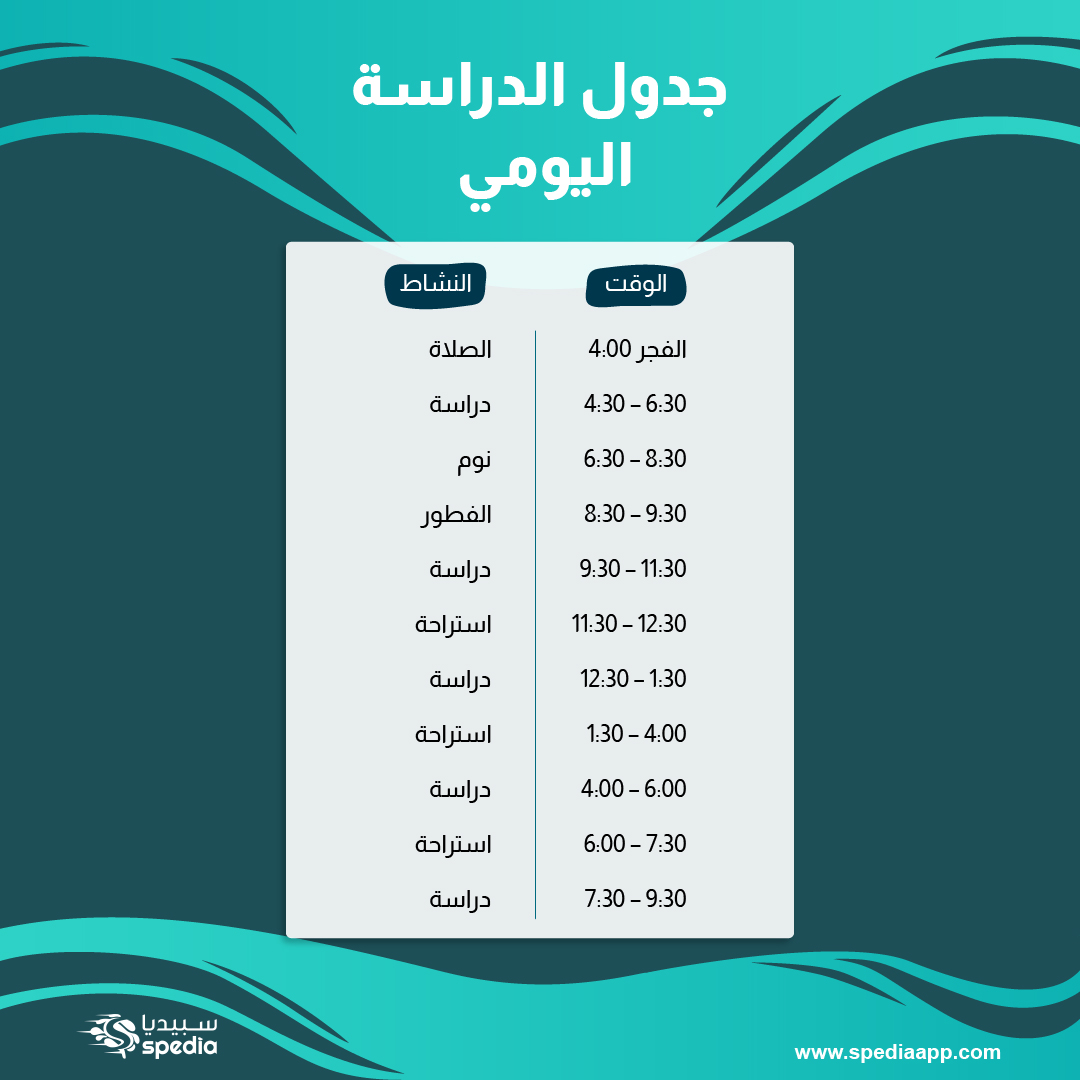 جدول الدراسة
اليومي
الوقت النشاط
الفجر 4:00 الصلاة
4:30 – 6:30 دراسة
6:30 – 8:30 نوم
8:30 – 9:30 الفطور
9:30 – 11:30 دراسة
11:30 – 12:30 استراحة
12:30 – 1:30 دراسة
1:30 – 4:00 استراحة
4:00 – 6:00 دراسة
6:00 – 7:30 استراحة
7:30 – 9:30 دراسة
سبيديا
spedia
www.spediaapp.com